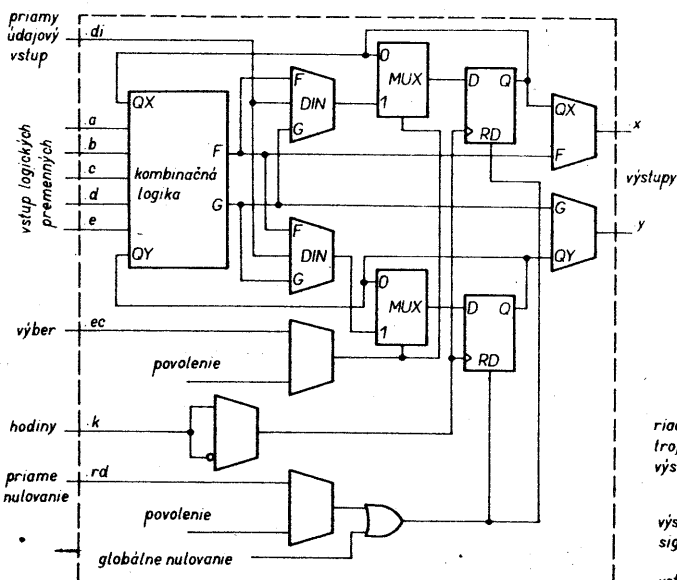 priamy
údajový
vstup
.di
QX
a
b
c
d
e
QY
vstup logických
premenných
kombinačná
logika
F
G
F
DIN
G
F
DIN
G
0
MUX
1
0
MUX
1
D
Q
RD
D
Q
RD
QX
F
x
G
QY
y
výstupy
výber
.ec
povolenie
hodiny
.k
priame
nulovanie
.rd
povolenie
globálne nulovanie
riad
troj
výs
výs
sig